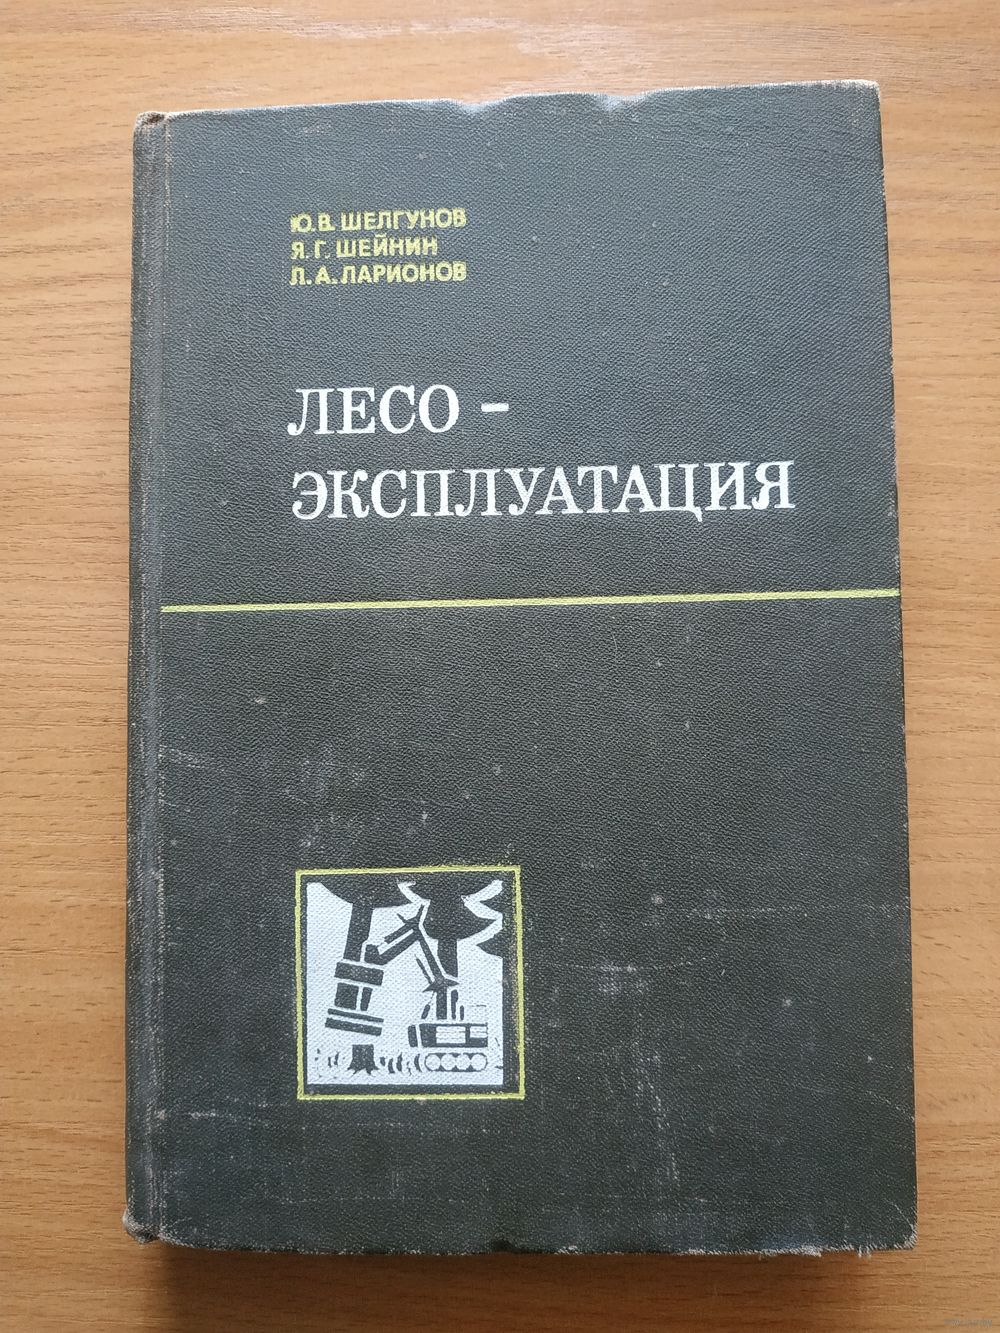 Ю.В. ШЕЛГУНОВ
Я.Г. ШЕЙНИН
Л.А. ЛАРИОНОВ
ЛЕСО -
ЭКСПЛУАТАЦИЯ